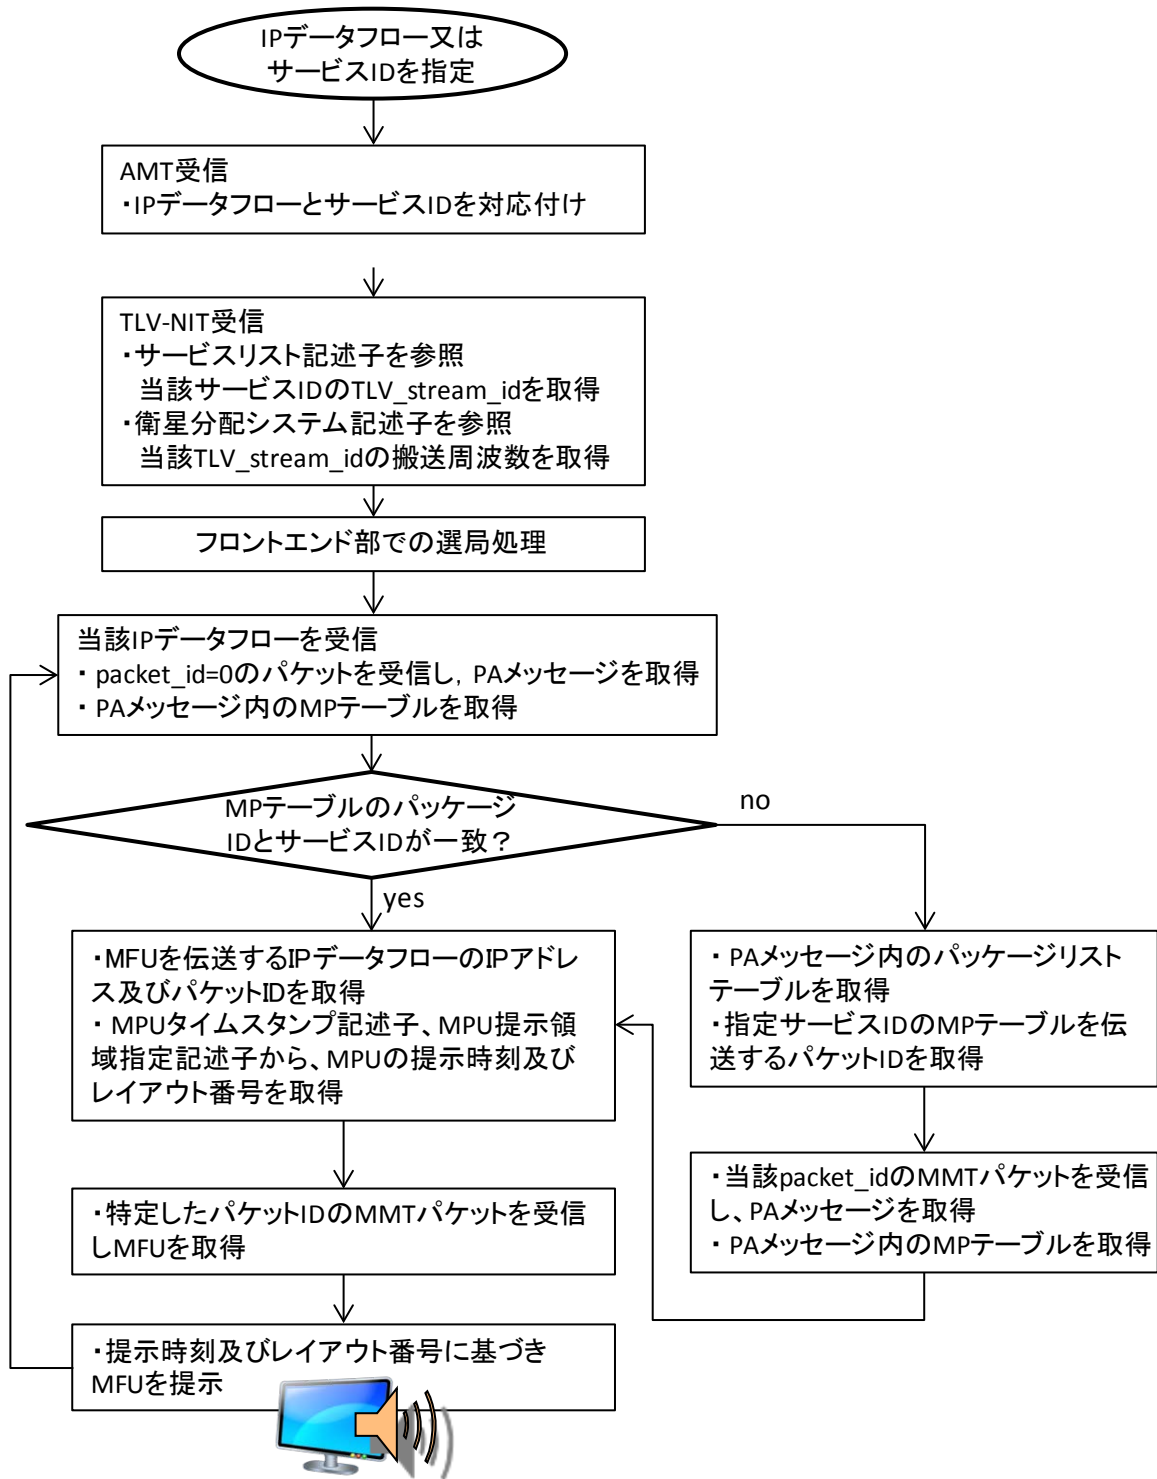 IPデータフロー又は
サービスIDを指定
AMT受信
・IPデータフローとサービスIDを対応付け
TLV-NIT受信
・サービスリスト記述子を参照
当該サービスIDのTLV_stream_idを取得
・衛星分配システム記述子を参照
当該TLV_stream_idの搬送周波数を取得
フロントエンド部での選局処理
当該IPデータフローを受信
・ packet_id=0のパケットを受信し, PAメッセージを取得
・ PAメッセージ内のMPテーブルを取得
MPテーブルのパッケージ
IDとサービスIDが一致？
no
yes
・MFUを伝送するIPデータフローのIPアドレ
ス及びパケットIDを取得
・ MPUタイムスタンプ記述子、MPU提示領
域指定記述子から、MPUの提示時刻及び
レイアウト番号を取得
・ PAメッセージ内のパッケージリスト
テーブルを取得
・指定サービスIDのMPテーブルを伝
送するパケットIDを取得
・特定したパケットIDのMMTパケットを受信
しMFUを取得
・当該packet_idのMMTパケットを受信
し、PAメッセージを取得
・ PAメッセージ内のMPテーブルを取得
・提示時刻及びレイアウト番号に基づき
MFUを提示